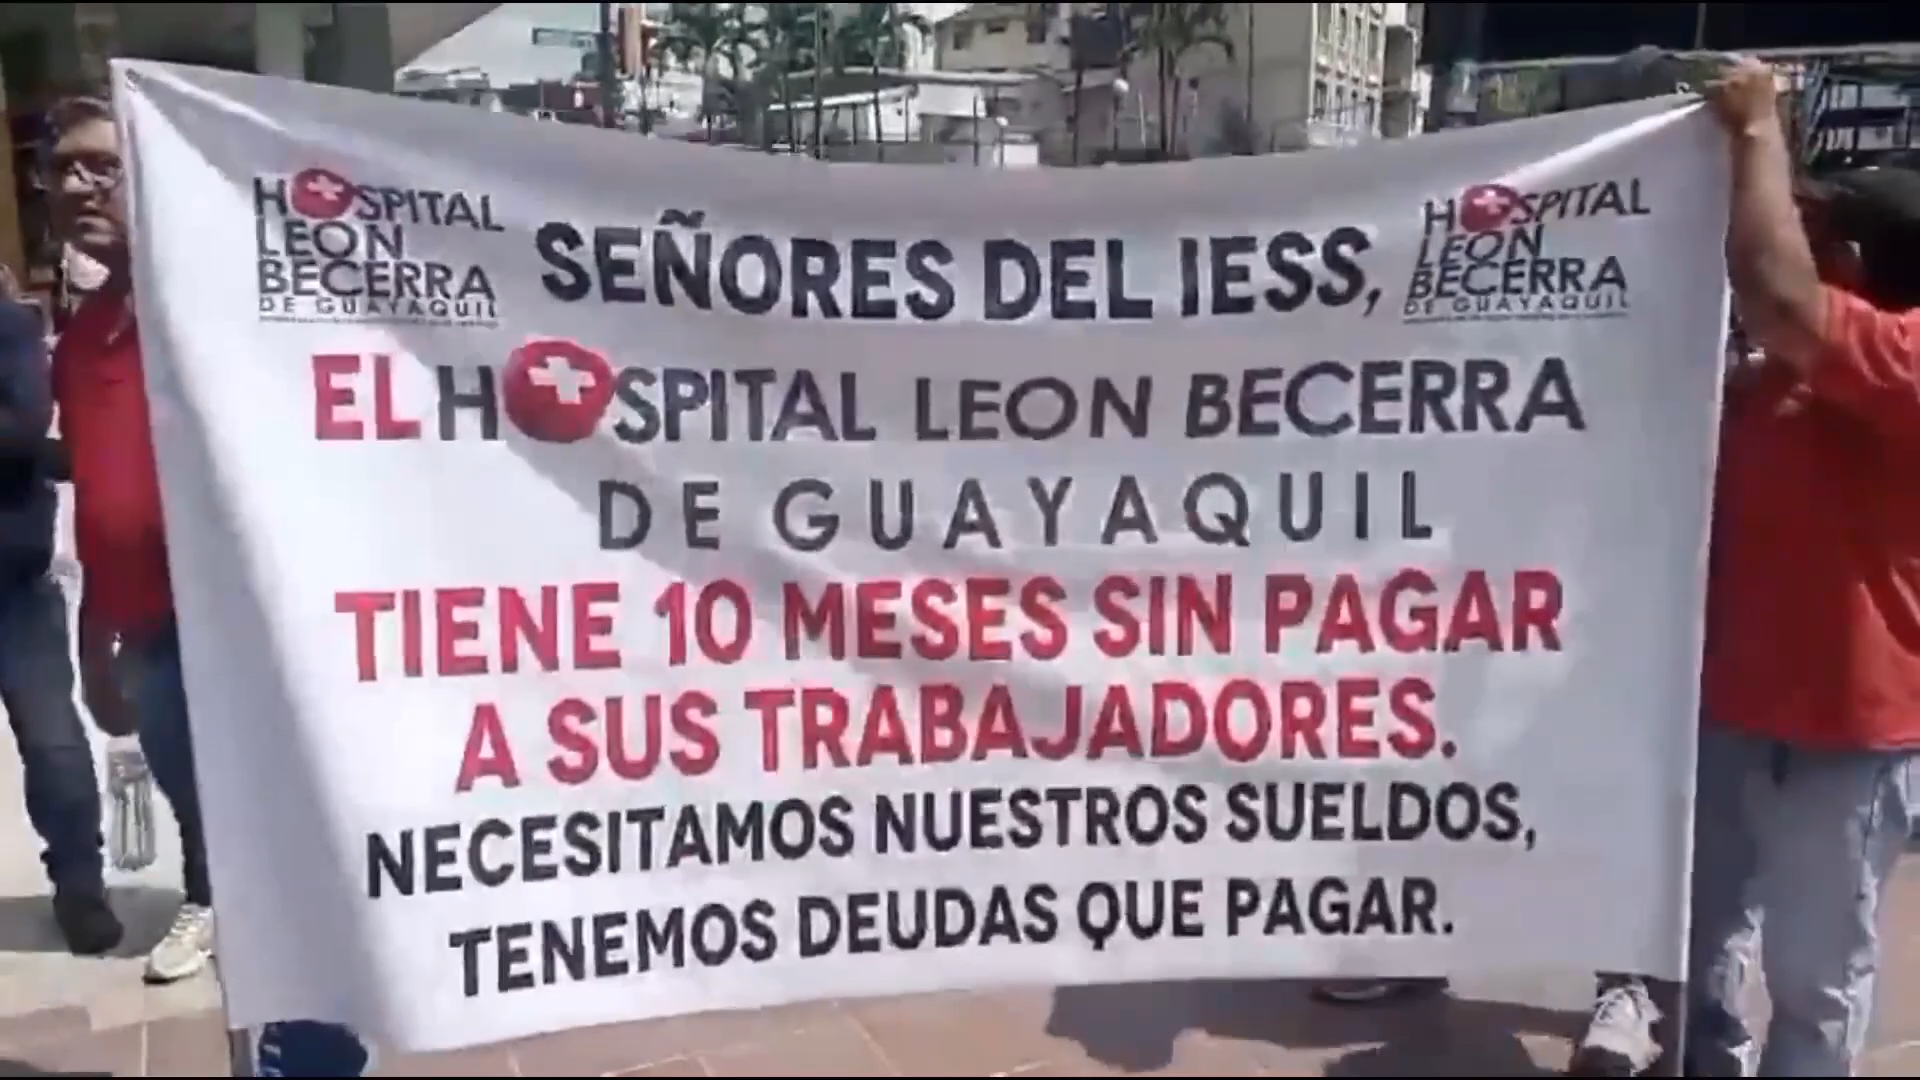 HOSPITAL
LEON
BECERRA
DE GUAYAQUIL
SEÑORES DEL IESS,
HOSPITAL
LEON
BECERRA
DE GUAYAQUIL
EL HOSPITAL LEON BECERRA
DE GUAYAQUIL
TIENE 10 MESES SIN PAGAR
A SUS TRABAJADORES.
NECESITAMOS NUESTROS SUELDOS,
TENEMOS DEUDAS QUE PAGAR.